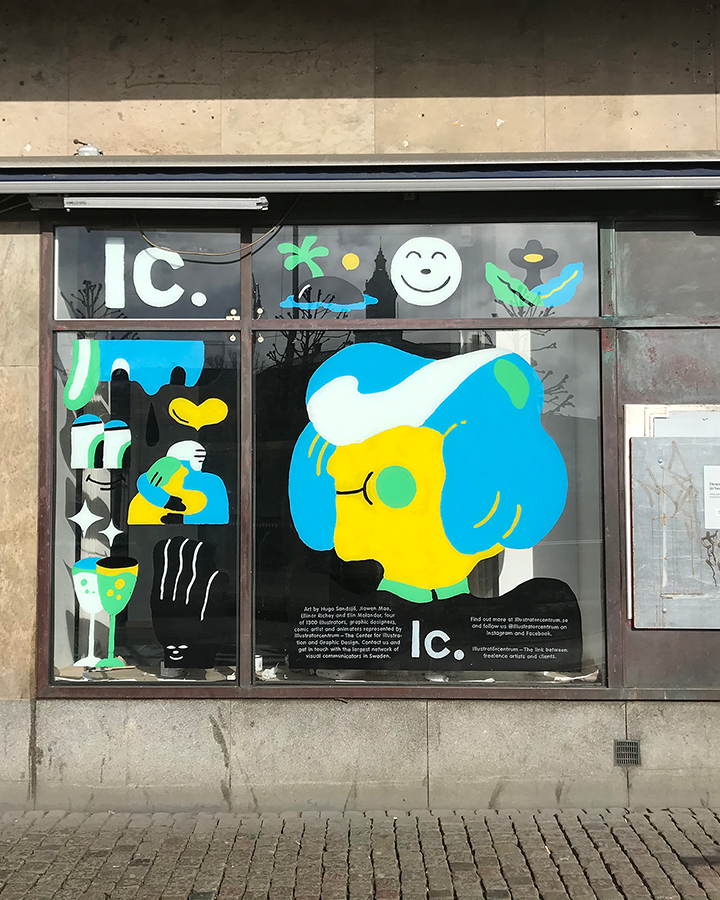 Ic.
Art by Hugo Sandsjö, Jiawen Mao,
Ellinor Richey and Elin Molander, four
of 1300 illustrators, graphic designers,
comic artist and animators represented by
Illustratorcentrum – The Center for Illustra-
tion and Graphic Design. Contact us and
get in touch with the largest network of
visual communicators in Sweden.
Ic.
Find out more at illustratorcentrum.se
and follow us @illustratorcentrum on
Instagram and Facebook.
Illustratörcentrum – The link between
freelance artists and clients.